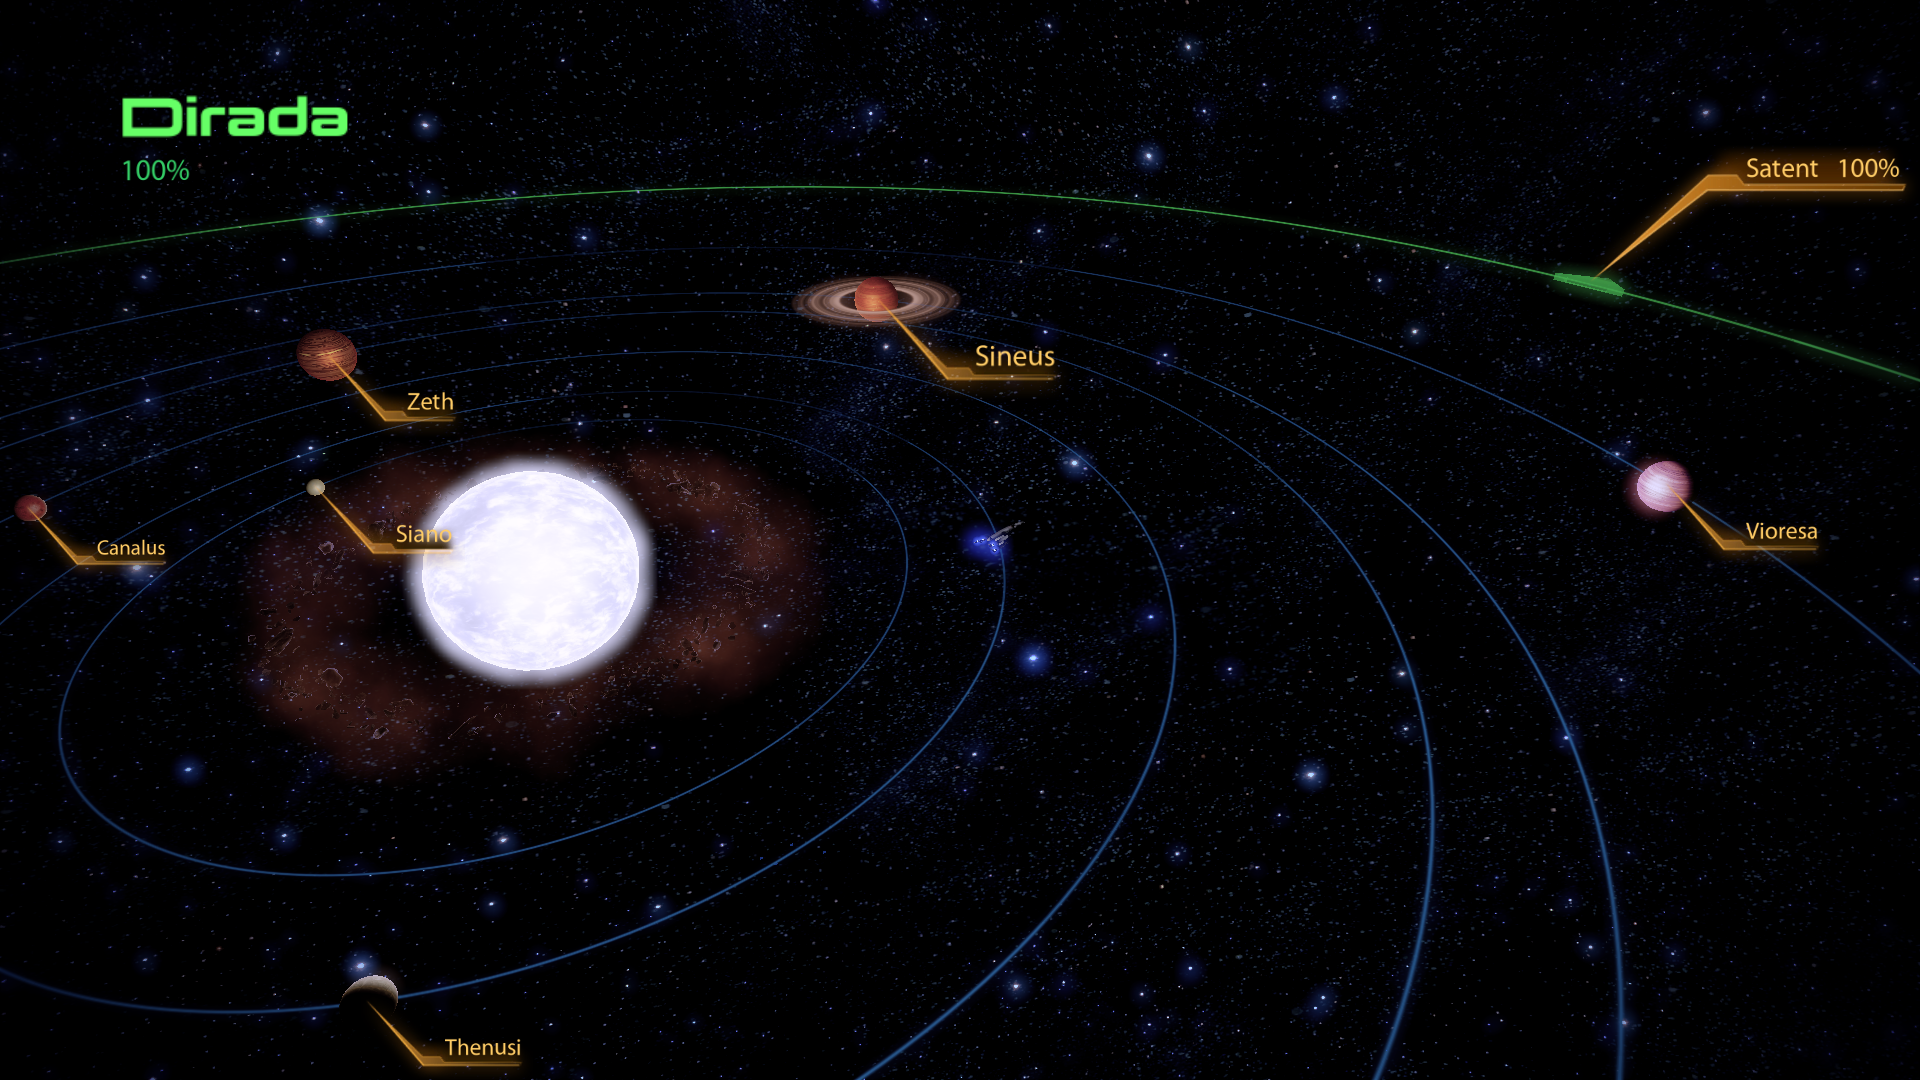 Dirada
100%
Satent 100%
Sineus
Zeth
Siano
Canalus
Vioresa
Thenusi